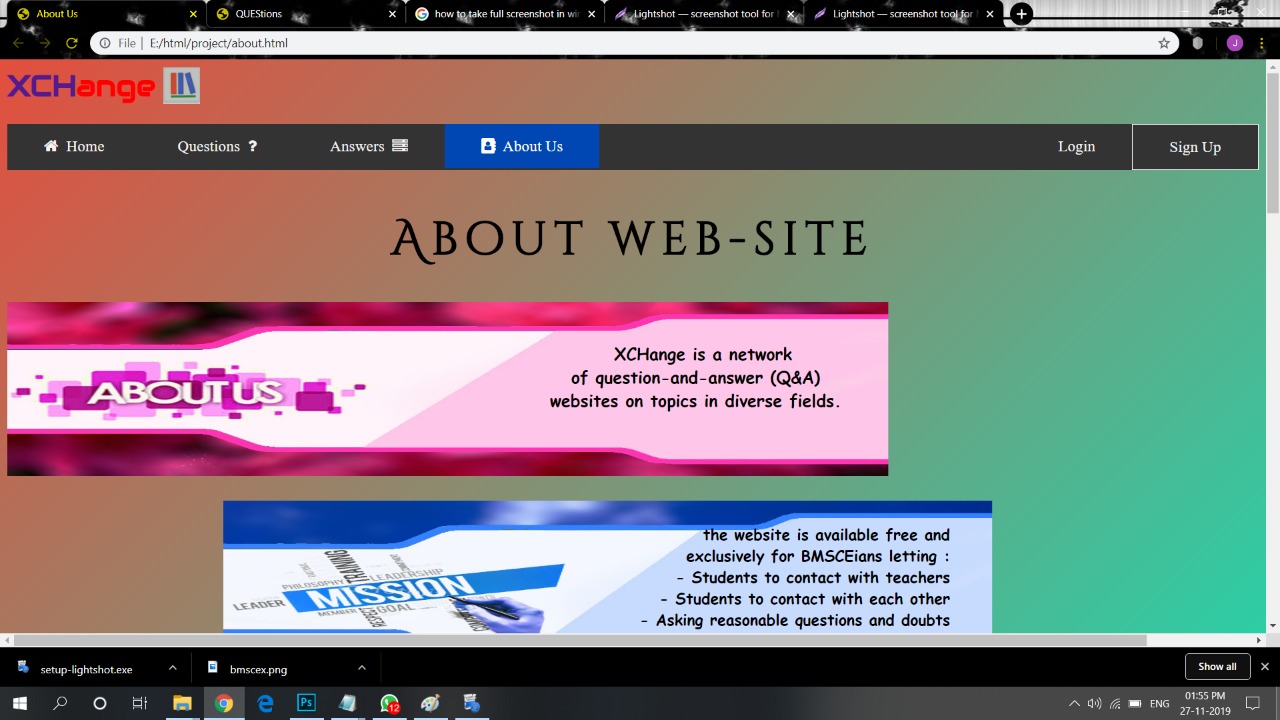 About Us
QUEStions
how to take full screenshot in wi
Lightshot — screenshot tool for
Lightshot — screenshot tool for
File | E:/html/project/about.html
J
XCHange
Home
Questions ?
Answers
About Us
Login
Sign Up
About web-site
ABOUT US
XCHange is a network
of question-and-answer (Q&A)
websites on topics in diverse fields.
the website is available free and
exclusively for BMSCEians letting :
- Students to contact with teachers
- Students to contact with each other
- Asking reasonable questions and doubts
TRAINING
PHILOSOPHY
LEADERSHIP
LEADER
MISSION
MEMBER
RESPECT
GOAL
setup-lightshot.exe
bmscex.png
Show all
Ps
12
ENG
01:55 PM
27-11-2019